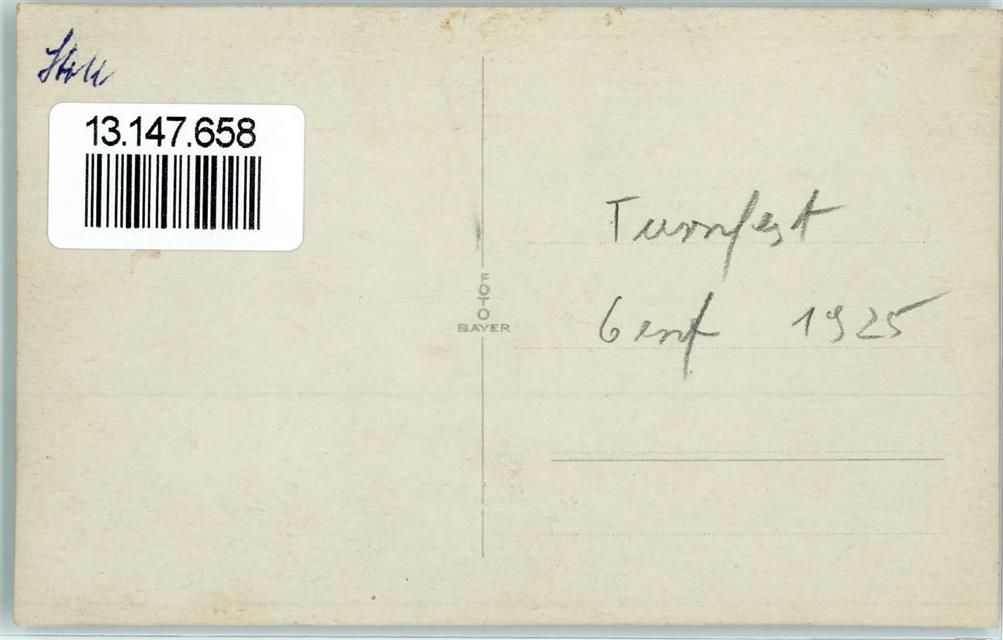 13.147.658
Turnfest
Genf 1925
FOTO
BAYER